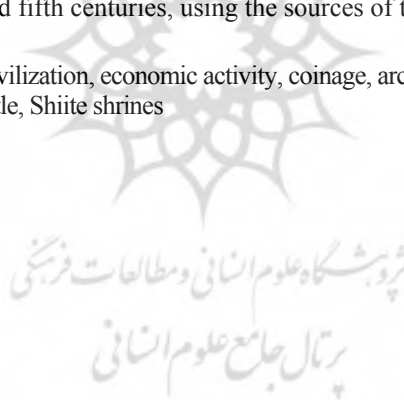 d fifth centuries, using the sources of t
vilization, economic activity, coinage, arc
le, Shiite shrines
پژوهشگاه علوم انسانی و مطالعات فرهنگی
پرتال جامع علوم انسانی